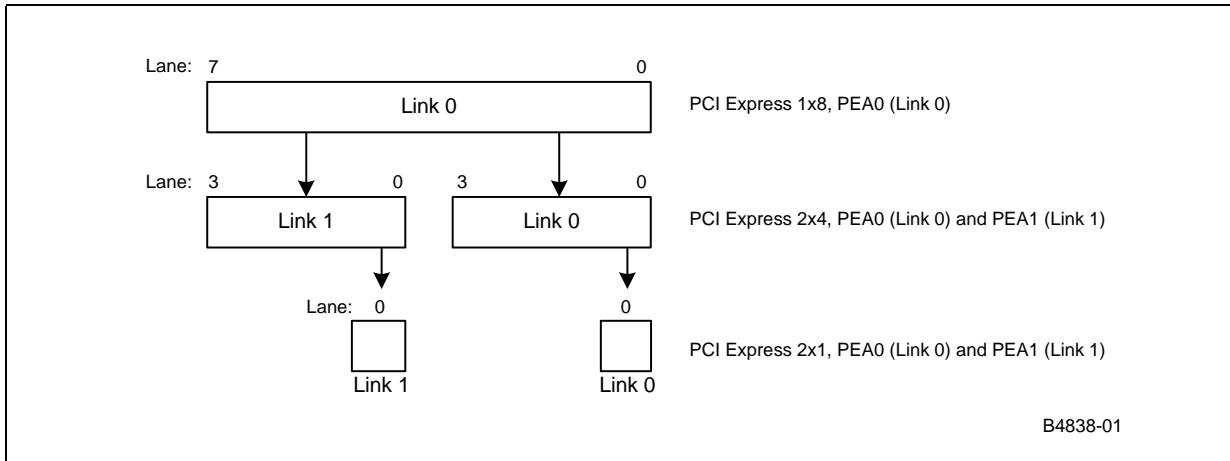 Lane: 7 0
Link 0 PCI Express 1x8, PEA0 (Link 0)
Lane: 3 0 3 0
Link 1 Link 0 PCI Express 2x4, PEA0 (Link 0) and PEA1 (Link 1)
Lane: 0 0
PCI Express 2x1, PEA0 (Link 0) and PEA1 (Link 1)
Link 1 Link 0
B4838-01